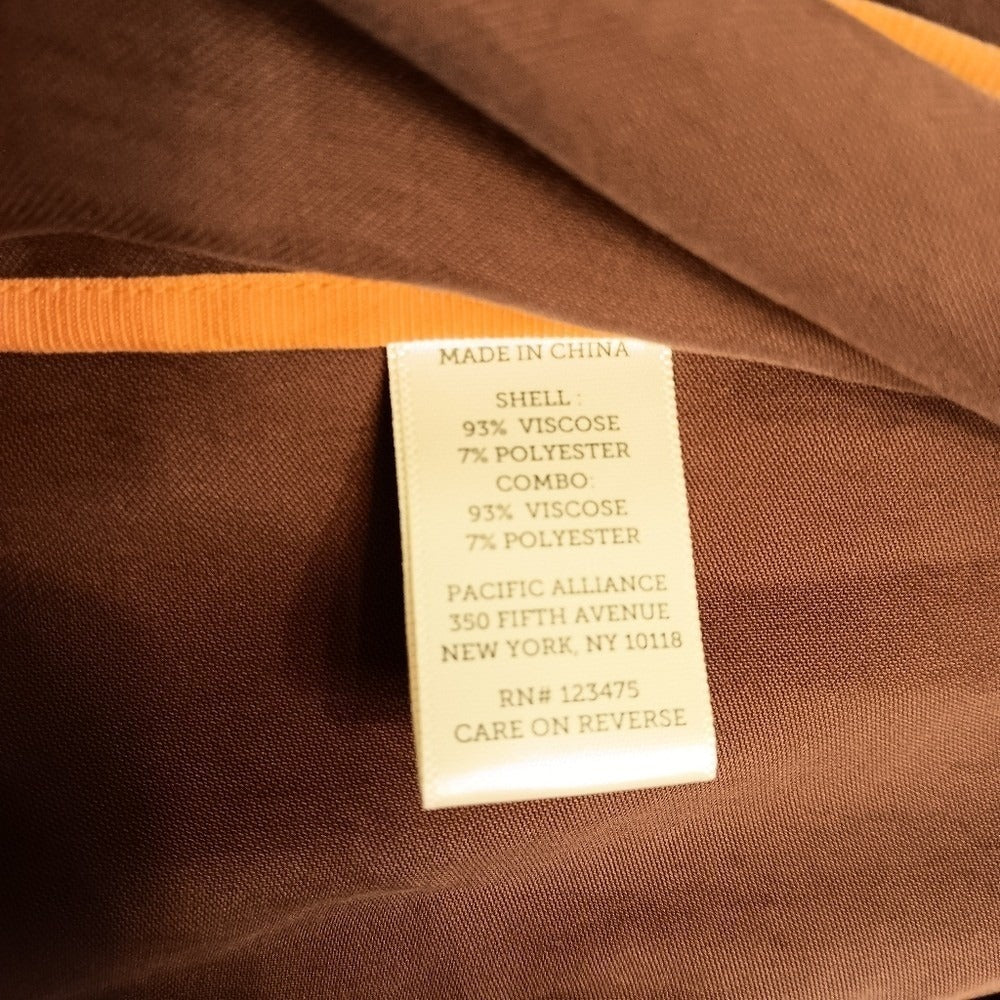 MADE IN CHINA
SHELL :
93% VISCOSE
7% POLYESTER
COMBO:
93% VISCOSE
7% POLYESTER
PACIFIC ALLIANCE
350 FIFTH AVENUE
NEW YORK, NY 10118
RN# 123475
CARE ON REVERSE